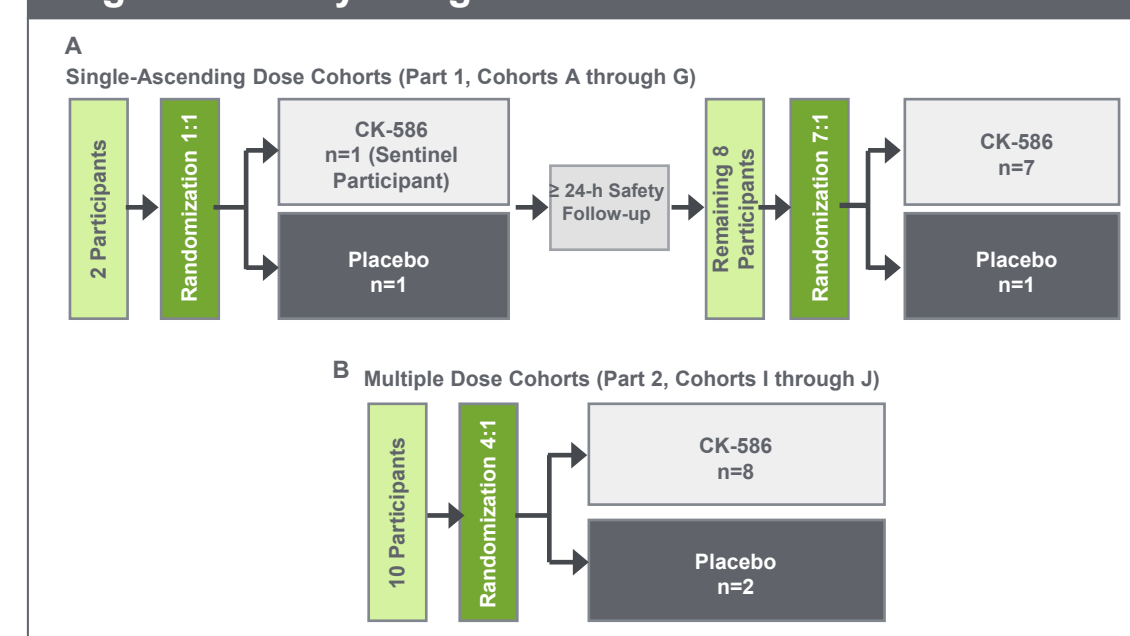 A
Single-Ascending Dose Cohorts (Part 1, Cohorts A through G)
2 Participants
Randomization 1:1
CK-586
n=1 (Sentinel
Participant)
Placebo
n=1
≥ 24-h Safety
Follow-up
Remaining 8
Participants
Randomization 7:1
CK-586
n=7
Placebo
n=1
B
Multiple Dose Cohorts (Part 2, Cohorts I through J)
10 Participants
Randomization 4:1
CK-586
n=8
Placebo
n=2